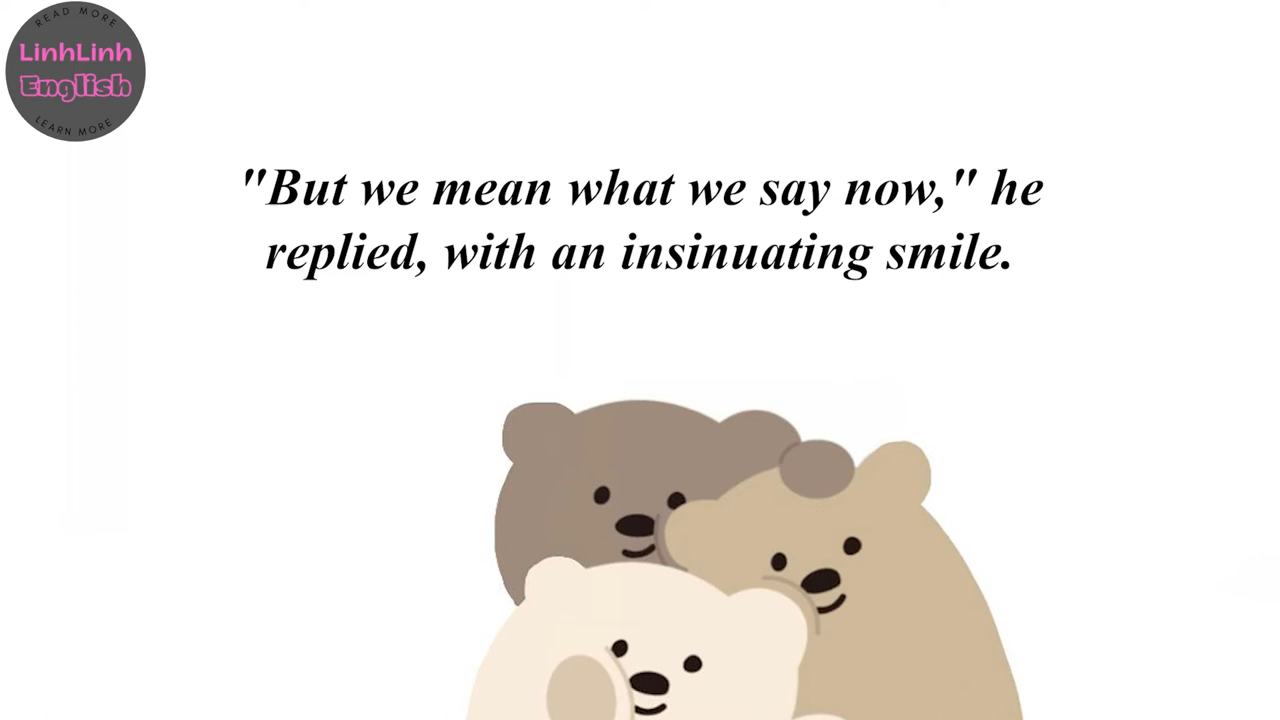 READ MORE
LinhLinh
English
LEARN MORE
"But we mean what we say now," he
replied, with an insinuating smile.